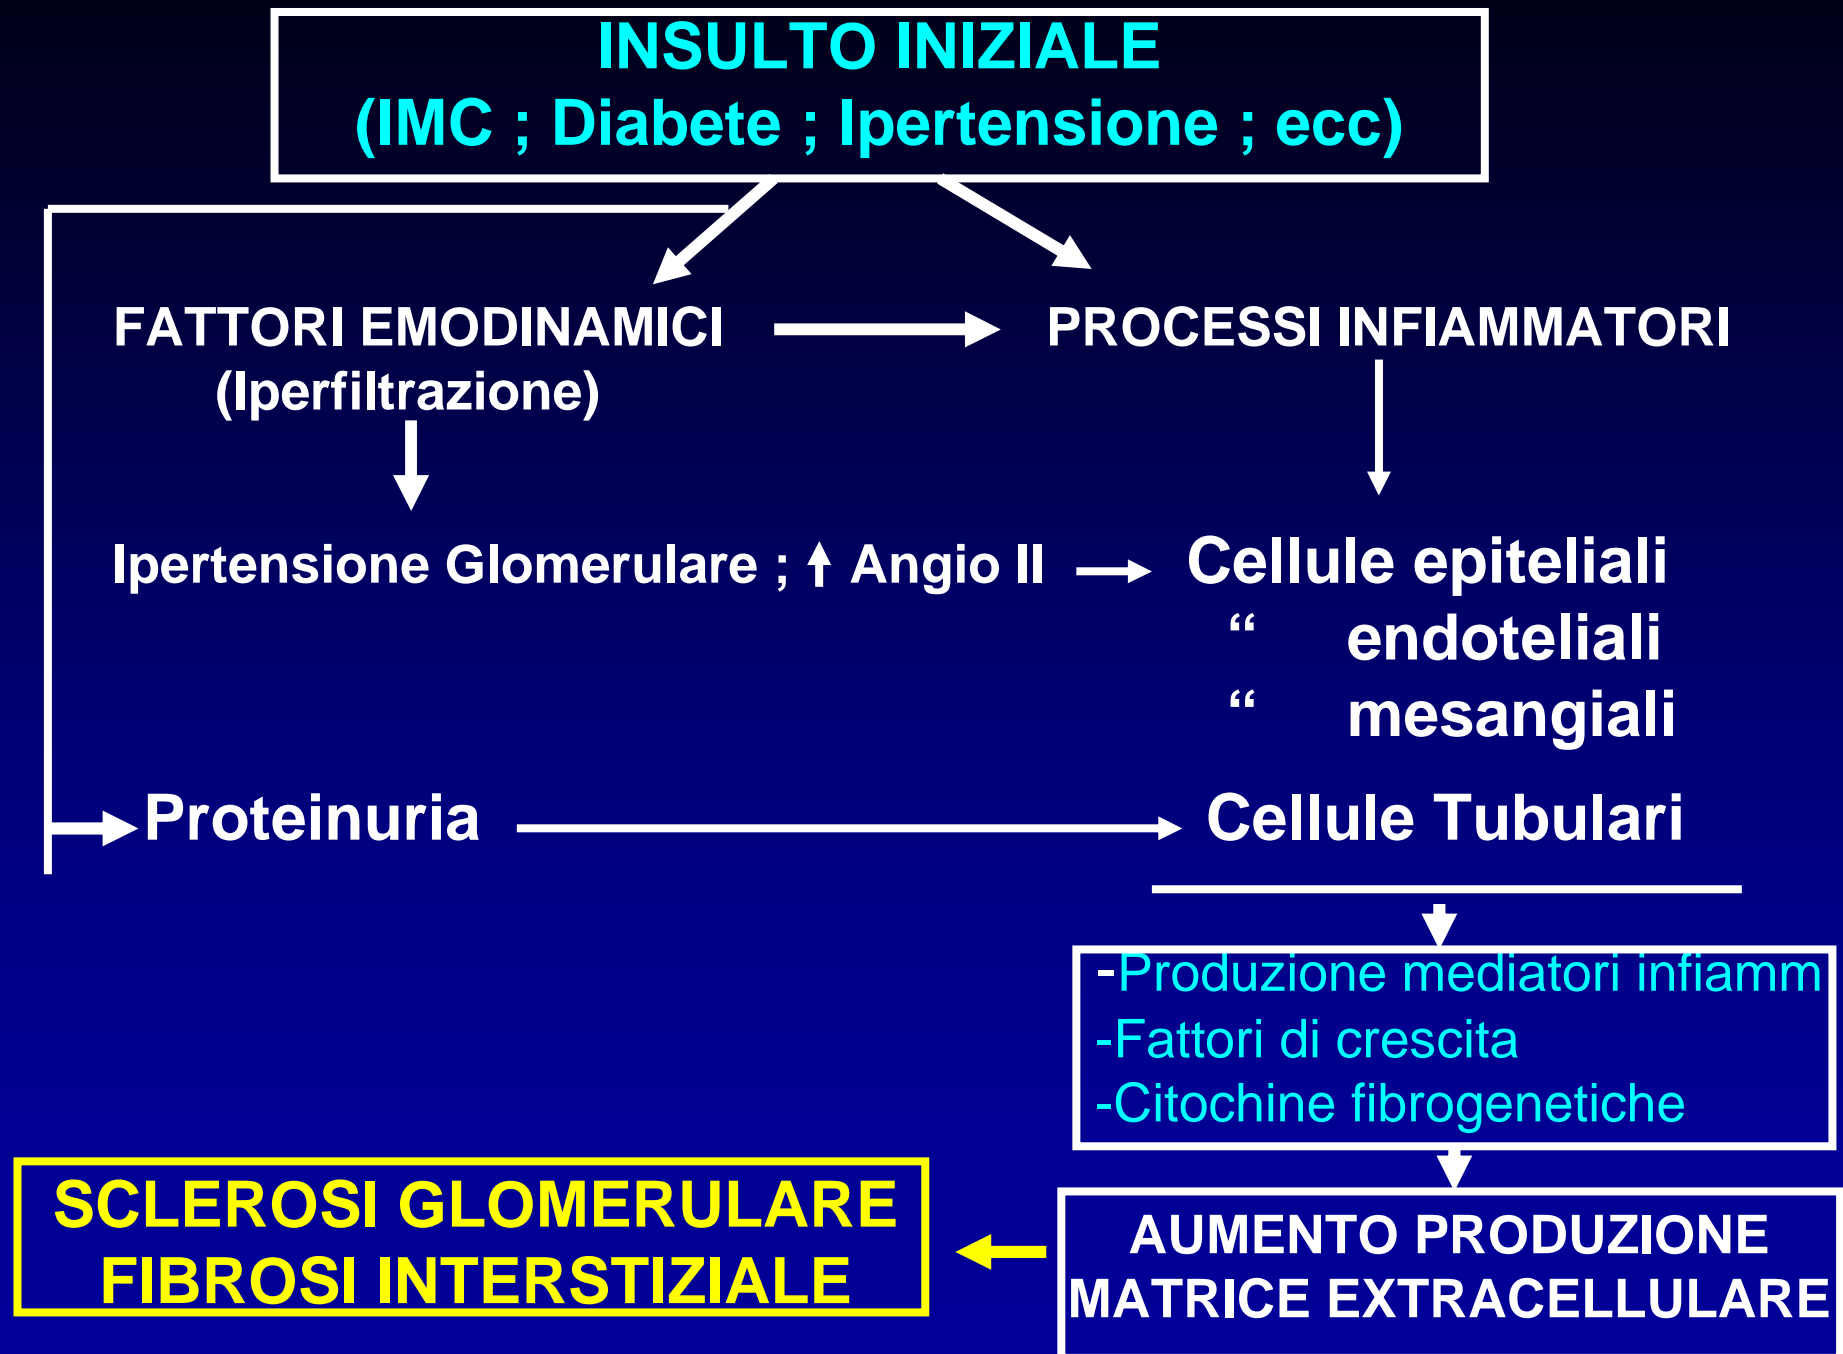 INSULTO INIZIALE
(IMC ; Diabete ; Ipertensione ; ecc)
FATTORI EMODINAMICI
(Iperfiltrazione)
PROCESSI INFIAMMATORI
Ipertensione Glomerulare ; ↑ Angio II
Cellule epiteliali
“ endoteliali
“ mesangiali
Proteinuria
Cellule Tubulari
-Produzione mediatori infiamm
-Fattori di crescita
-Citochine fibrogenetiche
SCLEROSI GLOMERULARE
FIBROSI INTERSTIZIALE
AUMENTO PRODUZIONE
MATRICE EXTRACELLULARE